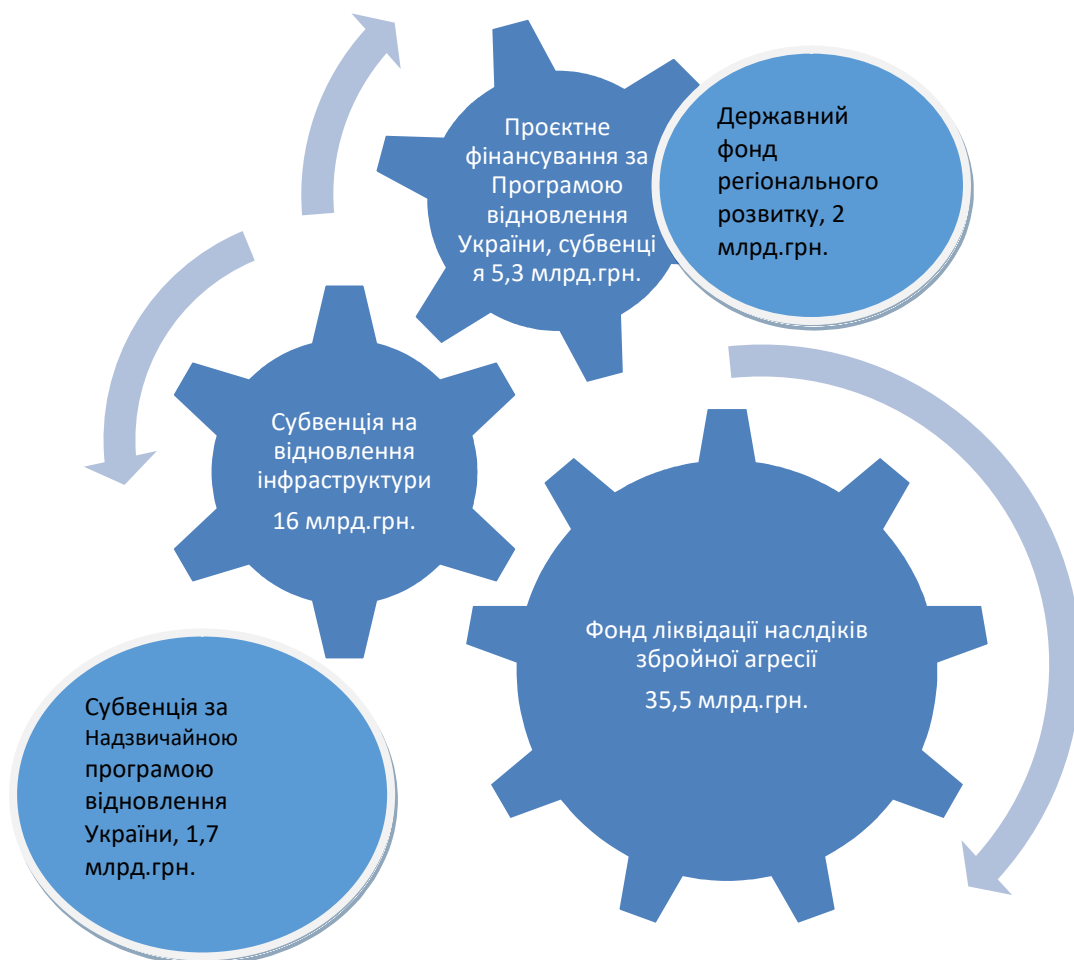 Проєктне
фінансування за
Програмою
відновлення
України, субвенці
я 5,3 млрд.грн.
Державний
фонд
регіонального
розвитку, 2
млрд.грн.
Субвенція на
відновлення
інфраструктури
16 млрд.грн.
Фонд ліквідації наслдіків
збройної агресії
35,5 млрд.грн.
Субвенція за
Надзвичайною
програмою
відновлення
України, 1,7
млрд.грн.